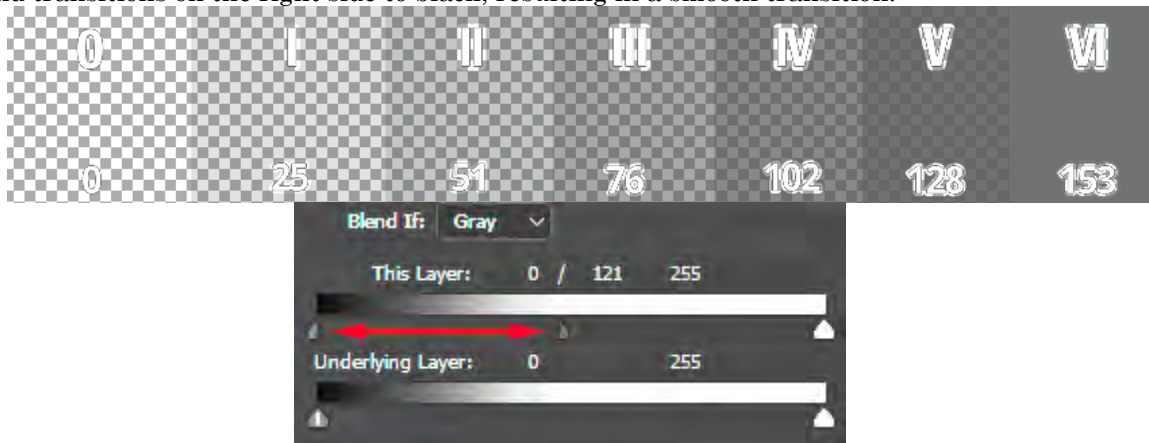 and transitions on the right side to black, resulting in a smooth transition.
0 I II III IV V VI
0 25 51 76 102 128 153
Blend If: Gray
This Layer: 0 / 121 255
Underlying Layer: 0 255